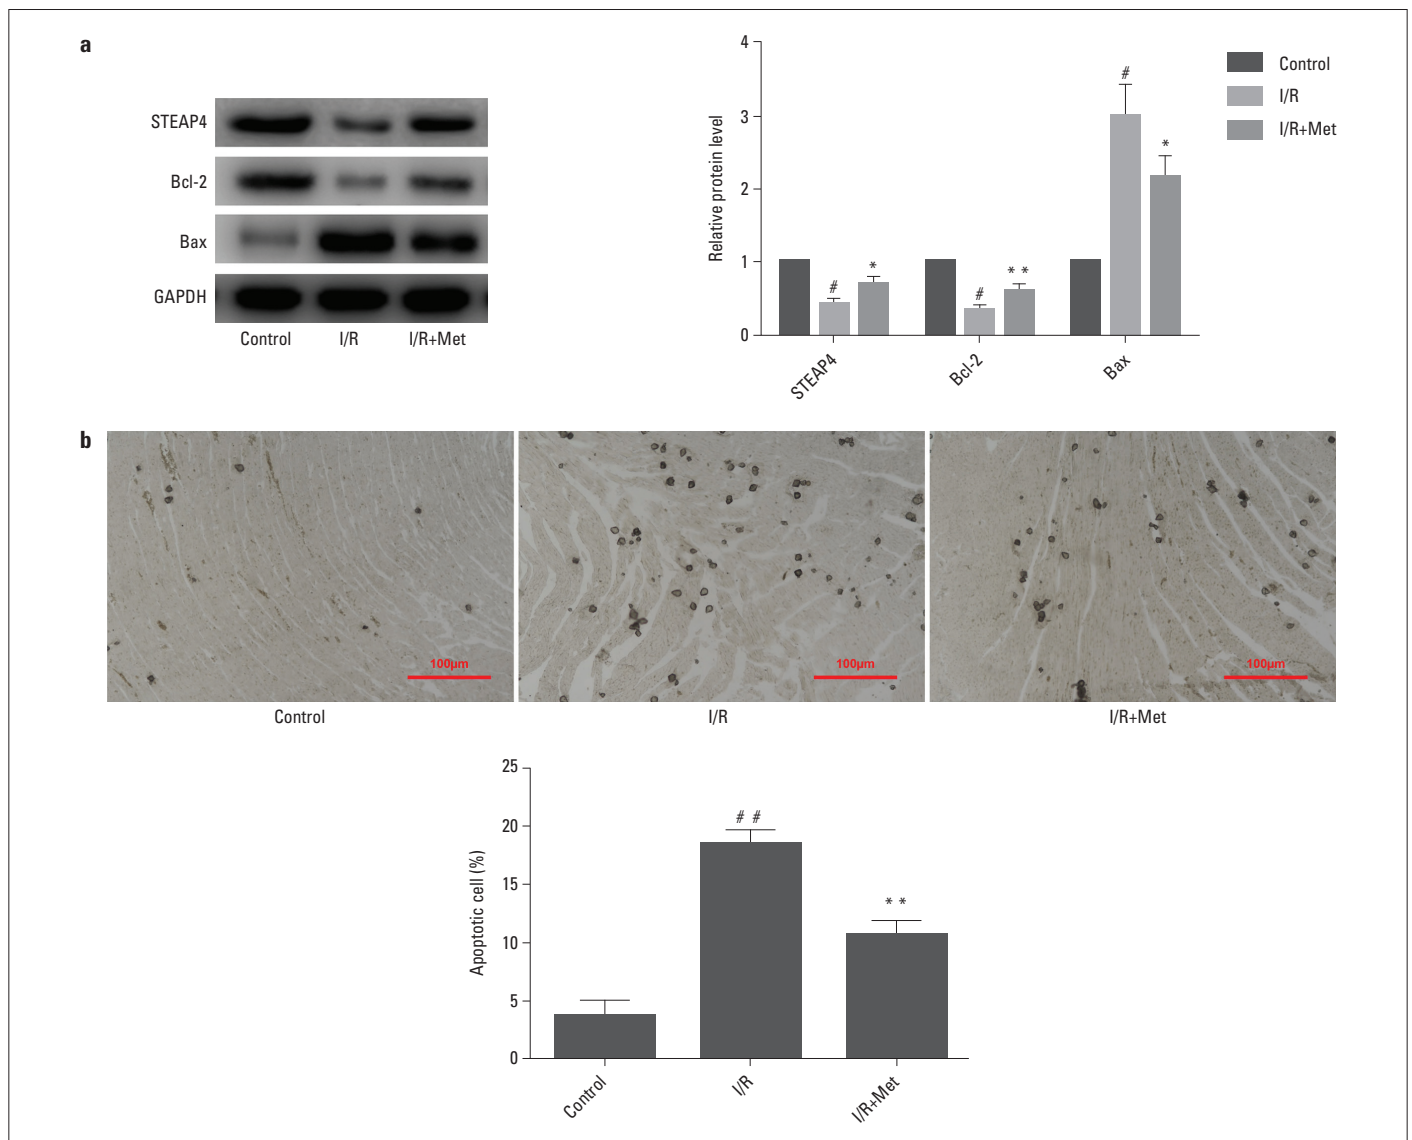 a
STEAP4
Bcl-2
Bax
GAPDH
Control I/R I/R+Met
Relative protein level
4
3
2
1
0
# * # * * # *
STEAP4 Bcl-2 Bax
Control
I/R
I/R+Met
b
100µm 100µm 100µm
Control I/R I/R+Met
Apoptotic cell (%)
25
20
15
10
5
0
# # * *
Control I/R I/R+Met